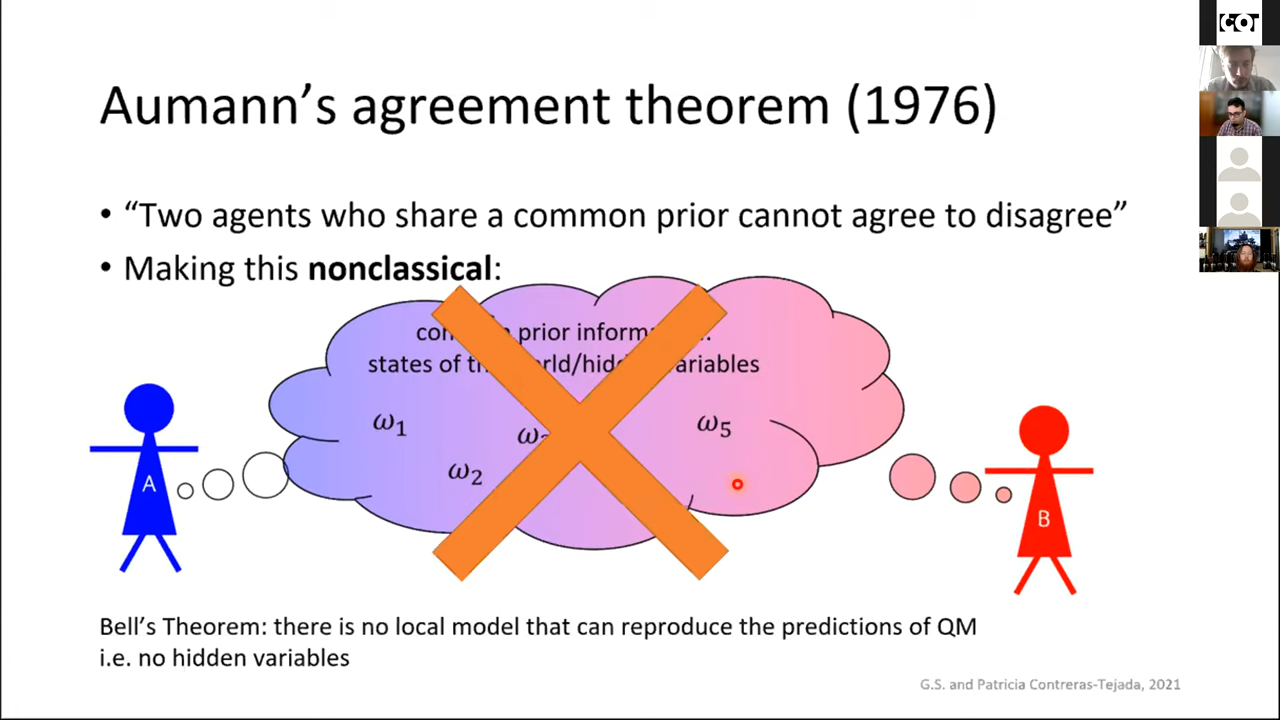 Aumann’s agreement theorem (1976)
• “Two agents who share a common prior cannot agree to disagree”
• Making this nonclassical:
prior
states of
ω₁
ω₅
ω₂
A
B
Bell’s Theorem: there is no local model that can reproduce the predictions of QM
i.e. no hidden variables
G.S. and Patricia Contreras-Tejada, 2021